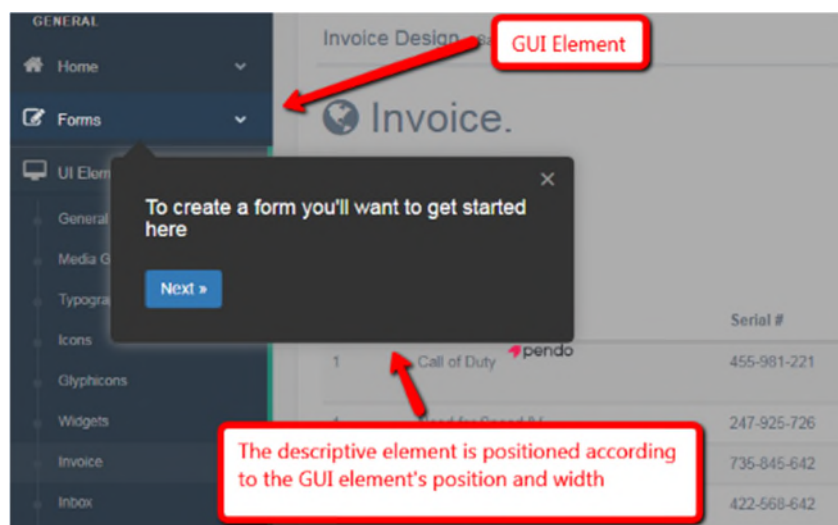 GENERAL
Home
Forms
UI Elem
General
Media G
Typogra
Icons
Glyphicons
Widgets
Invoice
Inbox
Invoice Design
GUI Element
Invoice.
To create a form you'll want to get started
here
Next »
Serial #
pendo
1 Call of Duty 455-981-221
247-925-726
735-845-642
422-568-642
The descriptive element is positioned according
to the GUI element's position and width